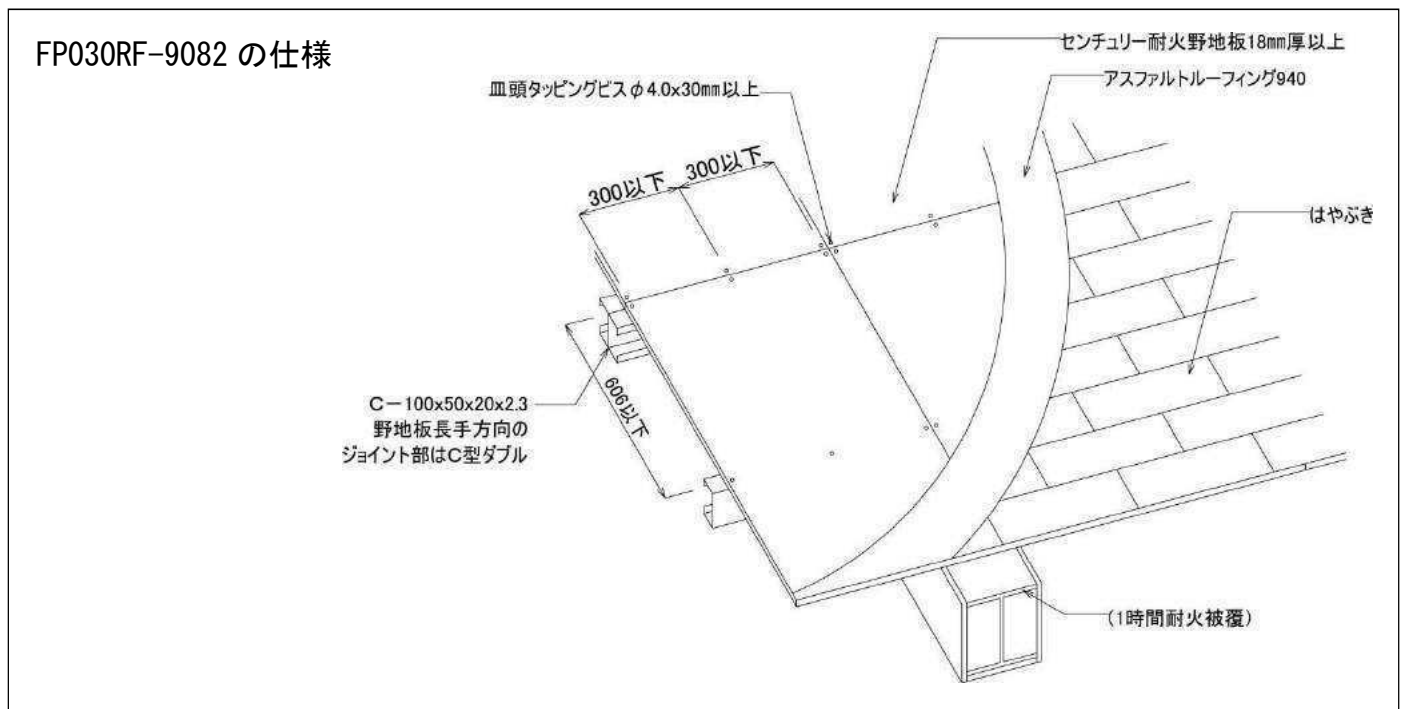 FP030RF-9082 の仕様
センチュリー耐火野地板18mm厚以上
皿頭タッピングビスφ4.0x30mm以上
アスファルトルーフィング940
300以下
300以下
はやぶき
606以下
C－100x50x20x2.3
野地板長手方向の
ジョイント部はC型ダブル
(1時間耐火被覆)